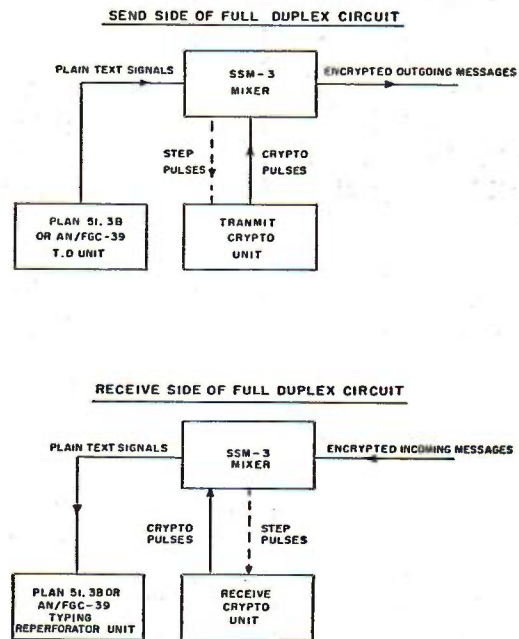 SEND SIDE OF FULL DUPLEX CIRCUIT
PLAIN TEXT SIGNALS
SSM-3
MIXER
ENCRYPTED OUTGOING MESSAGES
STEP
PULSES
CRYPTO
PULSES
PLAN 51, 3B
OR AN/FGC-39
T.D UNIT
TRANMIT
CRYPTO
UNIT
RECEIVE SIDE OF FULL DUPLEX CIRCUIT
PLAIN TEXT SIGNALS
SSM-3
MIXER
ENCRYPTED INCOMING MESSAGES
CRYPTO
PULSES
STEP
PULSES
PLAN 51, 3B OR
AN/FGC-39
TYPING
REPERFORATOR UNIT
RECEIVE
CRYPTO
UNIT